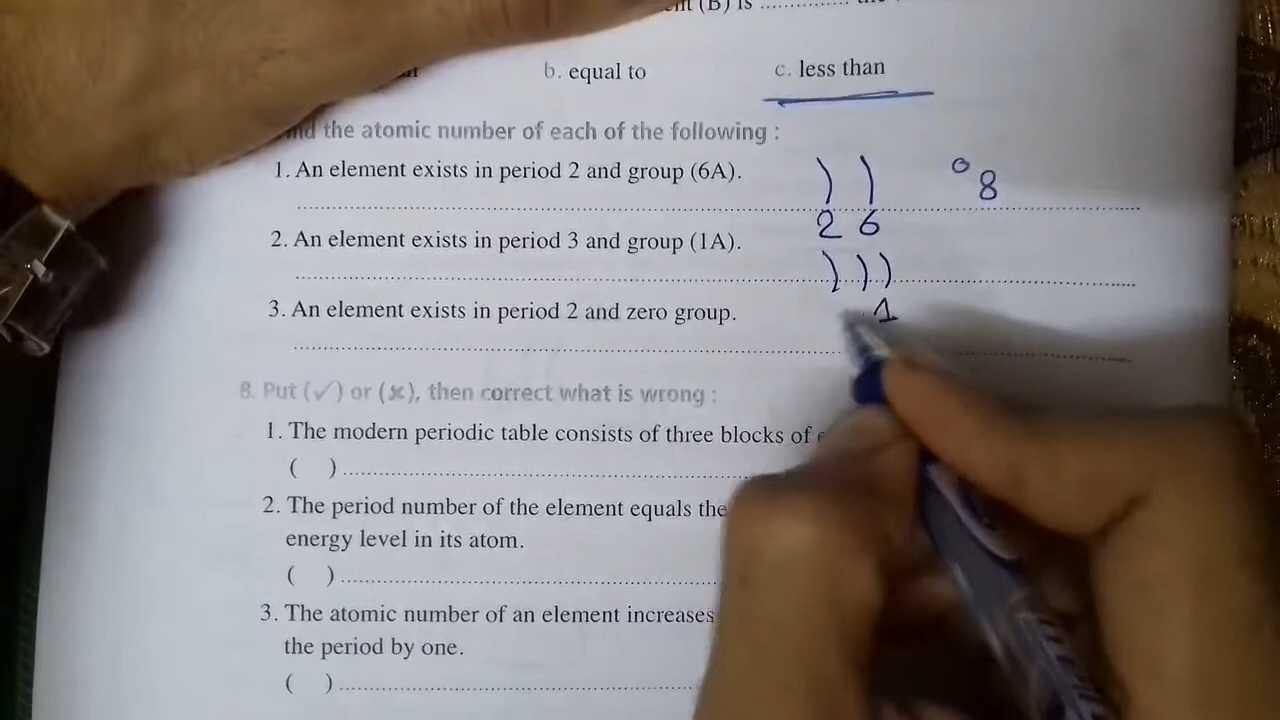 (B) is ..............
b. equal to c. less than
the atomic number of each of the following :
1. An element exists in period 2 and group (6A). ) ) o8
2 6
2. An element exists in period 3 and group (1A).
) ) )
3. An element exists in period 2 and zero group. 1
B. Put (✓) or (×), then correct what is wrong :
1. The modern periodic table consists of three blocks of
( )
2. The period number of the element equals the
energy level in its atom.
( )
3. The atomic number of an element increases
the period by one.
( )